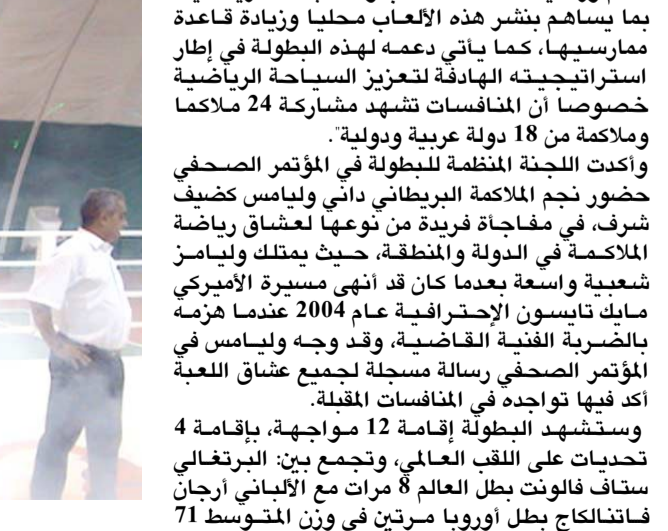 بما يساهم بنشر هذه الألعاب محليا وزيادة قاعدة
ممارسيها، كما يأتي دعمه لهذه البطولة في إطار
استراتيجيته الهادفة لتعزيز السياحة الرياضية
خصوصا أن المنافسات تشهد مشاركة 24 ملاكما
وملاكمة من 18 دولة عربية ودولية".
وأكدت اللجنة المنظمة للبطولة في المؤتمر الصحفي
حضور نجم الملاكمة البريطاني داني وليامس كضيف
شرف، في مفاجأة فريدة من نوعها لعشاق رياضة
الملاكمة في الدولة والمنطقة، حيث يمتلك وليامز
شعبية واسعة بعدما كان قد أنهى مسيرة الأميركي
مايك تايسون الإحترافية عام 2004 عندما هزمه
بالضربة الفنية القاضية، وقد وجه وليامس في
المؤتمر الصحفي رسالة مسجلة لجميع عشاق اللعبة
أكد فيها تواجده في المنافسات المقبلة.
وستشهد البطولة إقامة 12 مواجهة، بإقامة 4
تحديات على اللقب العالمي، وتجمع بين: البرتغالي
ستاف فالونت بطل العالم 8 مرات مع الألباني أرجان
فاتنالكاج بطل أوروبا مرتين في وزن المتوسط 71